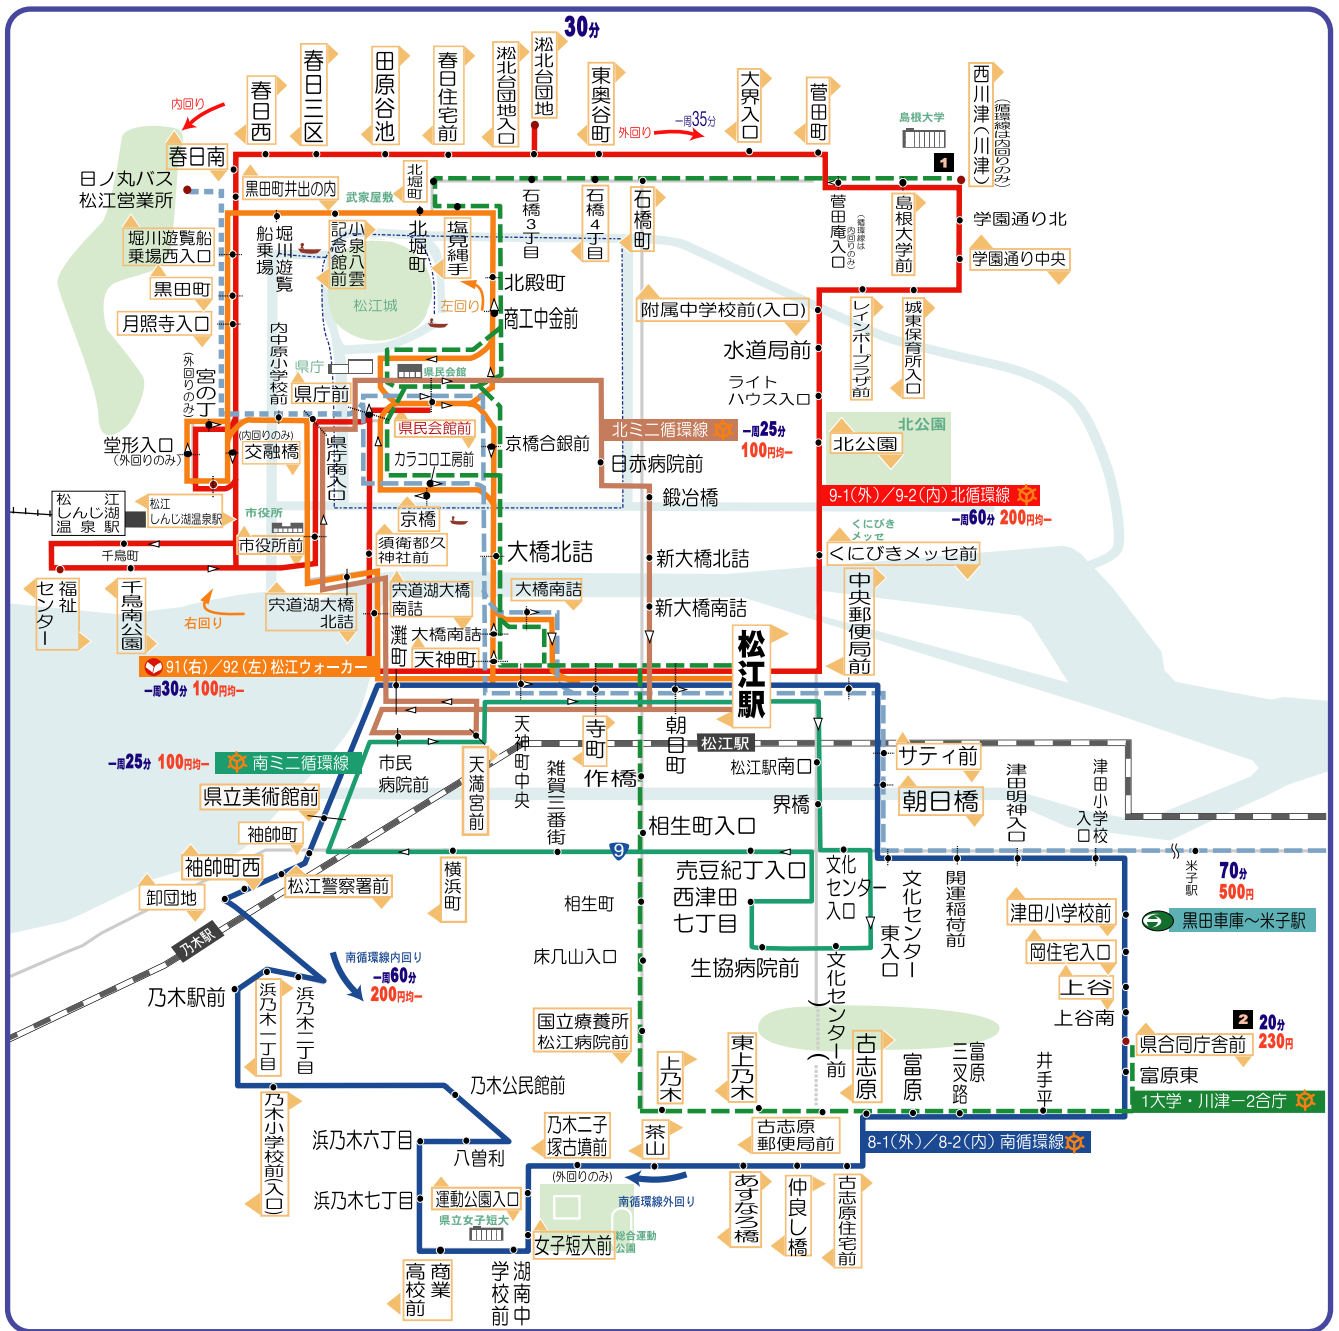 30分
内回り
春日西
春日三区
田原谷池
春日住宅前
淞北台団地入口
淞北台団地
東奥谷町
外回り
一周35分
大界入口
菅田町
島根大学
1
西川津(川津)
(循環線は内回りのみ)
春日南
日ノ丸バス
松江営業所
黒田町井出の内
武家屋敷
北堀町
石橋3丁目
石橋4丁目
石橋町
菅田庵入口
(循環線は内回りのみ)
島根大学前
学園通り北
学園通り中央
堀川遊覧船
乗場西入口
堀川遊覧
船乗場
小泉八雲
記念館前
北堀町
塩見縄手
北殿町
黒田町
松江城
左回り
商工中金前
附属中学校前(入口)
レインボープラザ前
城東保育所入口
月照寺入口
内中原小学校前
水道局前
宮の丁
(外回りのみ)
県庁
県庁前
県民会館
ライト
ハウス入口
県民会館前
北ミニ循環線
一周25分
100円均一
北公園
北公園
堂形入口
(外回りのみ)
(内回りのみ)
交融橋
県庁南入口
カラコロ工房前
京橋合銀前
日赤病院前
9-1(外)/9-2(内)北循環線
一周60分 200円均一
松江
しんじ湖
温泉駅
松江
しんじ湖温泉駅
市役所
市役所前
京橋
鍛冶橋
くにびき
メッセ
くにびきメッセ前
千鳥町
須衛都久
神社前
大橋北詰
新大橋北詰
福祉
センター
千鳥南公園
右回り
宍道湖大橋
北詰
宍道湖大橋
南詰
大橋南詰
新大橋南詰
中央郵便局前
灘町
大橋南詰
天神町
松江駅
91(右)/92(左)松江ウォーカー
一周30分 100円均一
天神町中央
寺町
朝日町
松江駅
サティ前
一周25分 100円均一
南ミニ循環線
市民
病院前
天満宮前
雑賀三番街
作橋
松江駅南口
朝日橋
津田明神入口
津田小学校
入口
県立美術館前
界橋
袖師町
相生町入口
9
袖師町西
松江警察署前
横浜町
売豆紀丁入口
文化
センター
入口
文化センター
東入口
開運稲荷前
米子駅
70分
500円
卸団地
相生町
西津田
七丁目
津田小学校前
黒田車庫〜米子駅
乃木駅
南循環線内回り
一周60分
200円均一
床几山入口
生協病院前
文化センター前
岡住宅入口
上谷
乃木駅前
浜乃木一丁目
浜乃木二丁目
国立療養所
松江病院前
上谷南
2
20分
230円
県合同庁舎前
上乃木
東上乃木
古志原
富原
富原
三叉路
井手平
富原東
乃木公民館前
1大学・川津ー2合庁
乃木小学校前(入口)
浜乃木六丁目
八曽利
乃木二子
塚古墳前
茶山
古志原
郵便局前
8-1(外)/8-2(内)南循環線
(外回りのみ)
南循環線外回り
浜乃木七丁目
運動公園入口
県立女子短大
女子短大前
総合運動
公園
あすなろ橋
仲良し橋
古志原住宅前
商業
高校前
湖南中
学校前